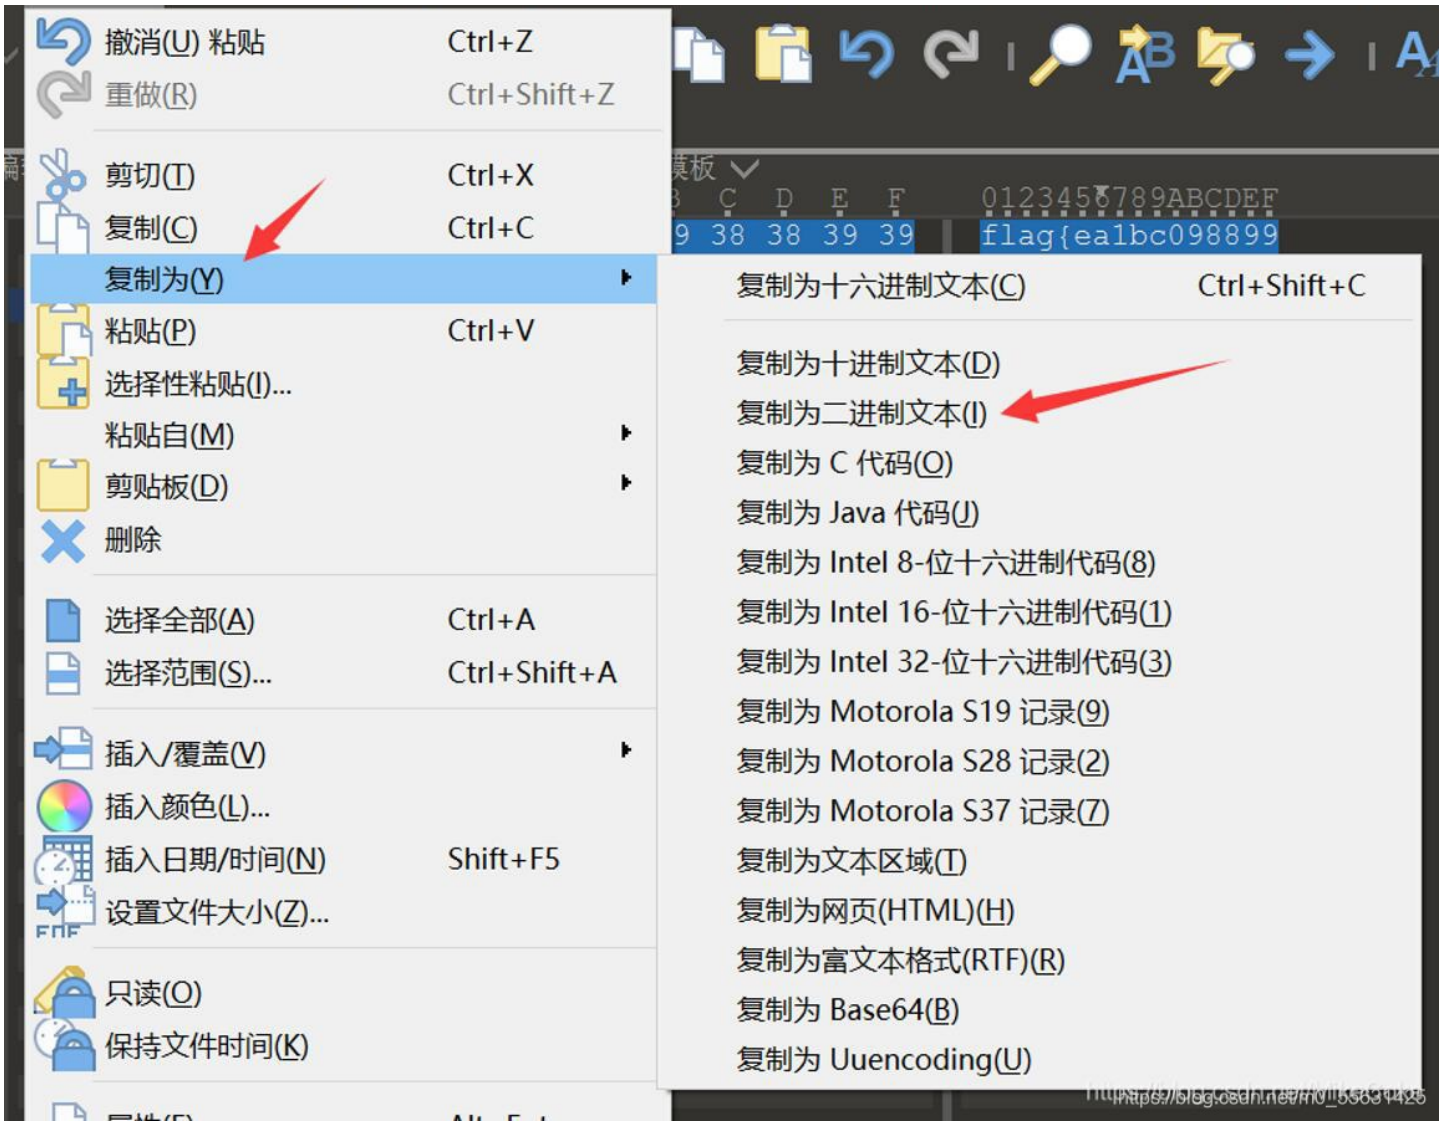 撤消(U) 粘贴 Ctrl+Z
重做(R) Ctrl+Shift+Z
剪切(T) Ctrl+X
复制(C) Ctrl+C
复制为(Y)
粘贴(P) Ctrl+V
选择性粘贴(I)...
粘贴自(M)
剪贴板(D)
删除
选择全部(A) Ctrl+A
选择范围(S)... Ctrl+Shift+A
插入/覆盖(V)
插入颜色(L)...
插入日期/时间(N) Shift+F5
设置文件大小(Z)...
只读(O)
保持文件时间(K)
模板
C D E F 0123456789ABCDEF
9 38 38 39 39 flag{ea1bc098899
复制为十六进制文本(C) Ctrl+Shift+C
复制为十进制文本(D)
复制为二进制文本(I)
复制为 C 代码(O)
复制为 Java 代码(J)
复制为 Intel 8-位十六进制代码(8)
复制为 Intel 16-位十六进制代码(1)
复制为 Intel 32-位十六进制代码(3)
复制为 Motorola S19 记录(9)
复制为 Motorola S28 记录(2)
复制为 Motorola S37 记录(7)
复制为文本区域(T)
复制为网页(HTML)(H)
复制为富文本格式(RTF)(R)
复制为 Base64(B)
复制为 Uuencoding(U)